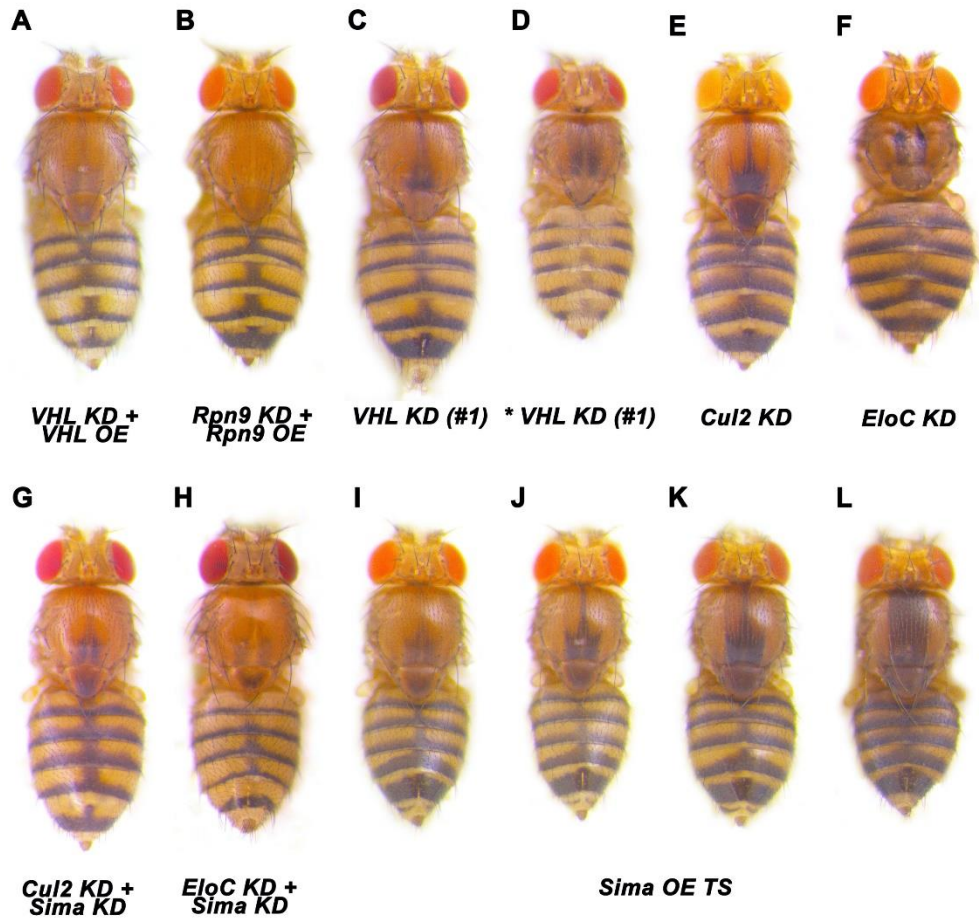 A B C D E F
VHL KD +
VHL OE
Rpn9 KD +
Rpn9 OE
VHL KD (#1)
* VHL KD (#1)
Cul2 KD
EloC KD
G H I J K L
Cul2 KD +
Sima KD
EloC KD +
Sima KD
Sima OE TS